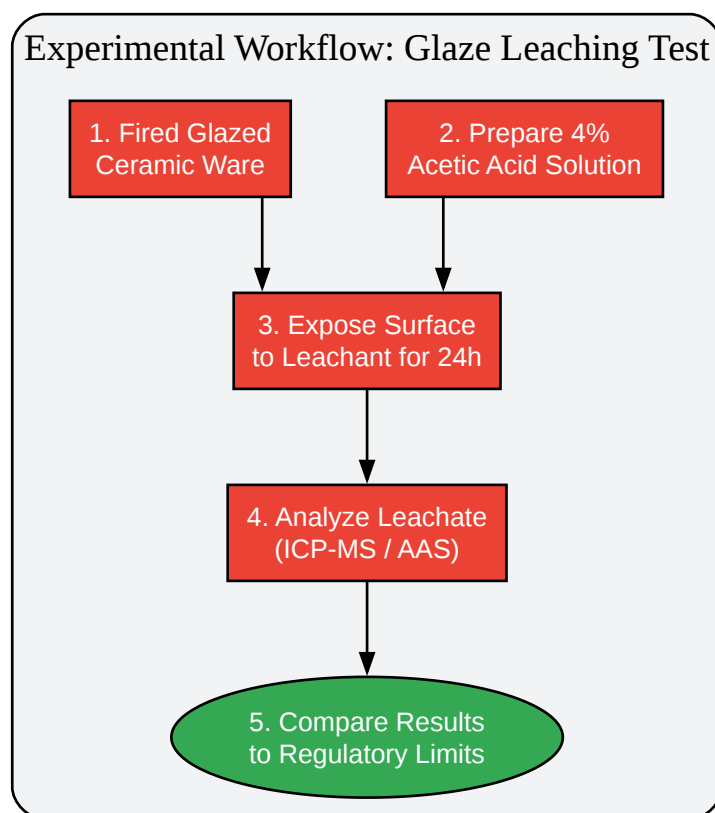 Experimental Workflow: Glaze Leaching Test
1. Fired Glazed
Ceramic Ware
2. Prepare 4%
Acetic Acid Solution
3. Expose Surface
to Leachant for 24h
4. Analyze Leachate
(ICP-MS / AAS)
5. Compare Results
to Regulatory Limits